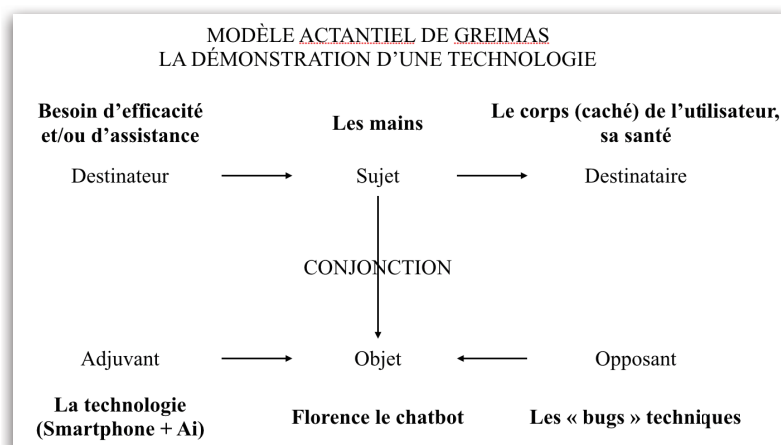 MODÈLE ACTANTIEL DE GREIMAS
LA DÉMONSTRATION D’UNE TECHNOLOGIE
Besoin d’efficacité
et/ou d’assistance
Les mains
Le corps (caché) de l’utilisateur,
sa santé
Destinateur
Sujet
Destinataire
CONJONCTION
Adjuvant
Objet
Opposant
La technologie
(Smartphone + Ai)
Florence le chatbot
Les « bugs » techniques